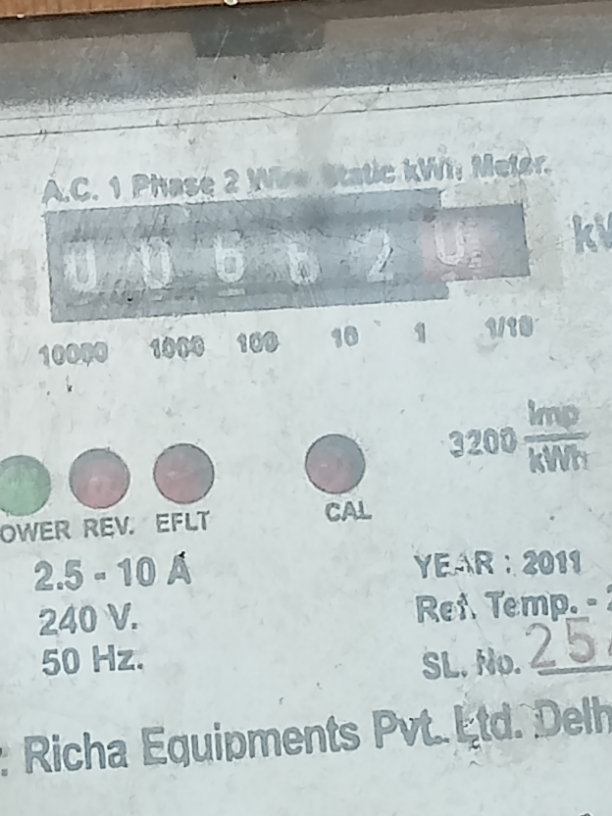 A.C. 1 Phase 2 Wire Static kWh Meter.
0 0 6 6 2 0
10000 1000 100 10 1 1/10
3200 Imp
kWh
OWER REV. EFLT CAL
2.5 - 10 A
240 V.
50 Hz.
YEAR : 2011
Ref. Temp. - 2
SL. No. 252
Richa Equipments Pvt. Ltd. Delh